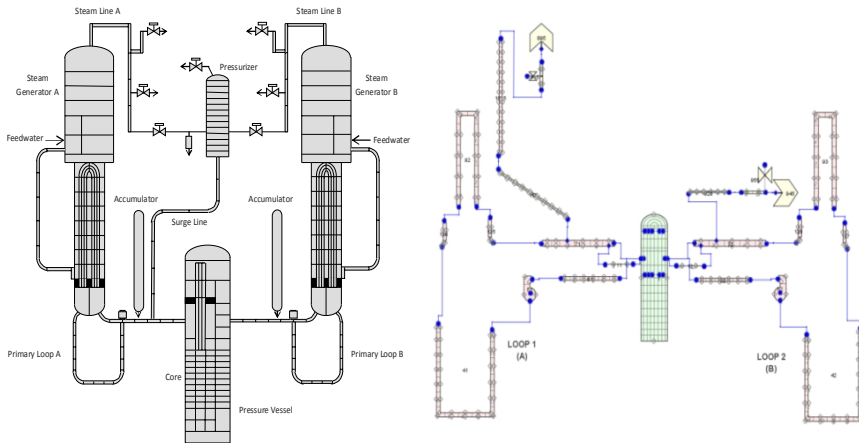 Steam Line A
Steam Line B
Pressurizer
Steam
Generator A
Steam
Generator B
Feedwater
Feedwater
Accumulator
Accumulator
Surge Line
Primary Loop A
Primary Loop B
Core
Pressure Vessel
LOOP 1
(A)
LOOP 2
(B)
41
42